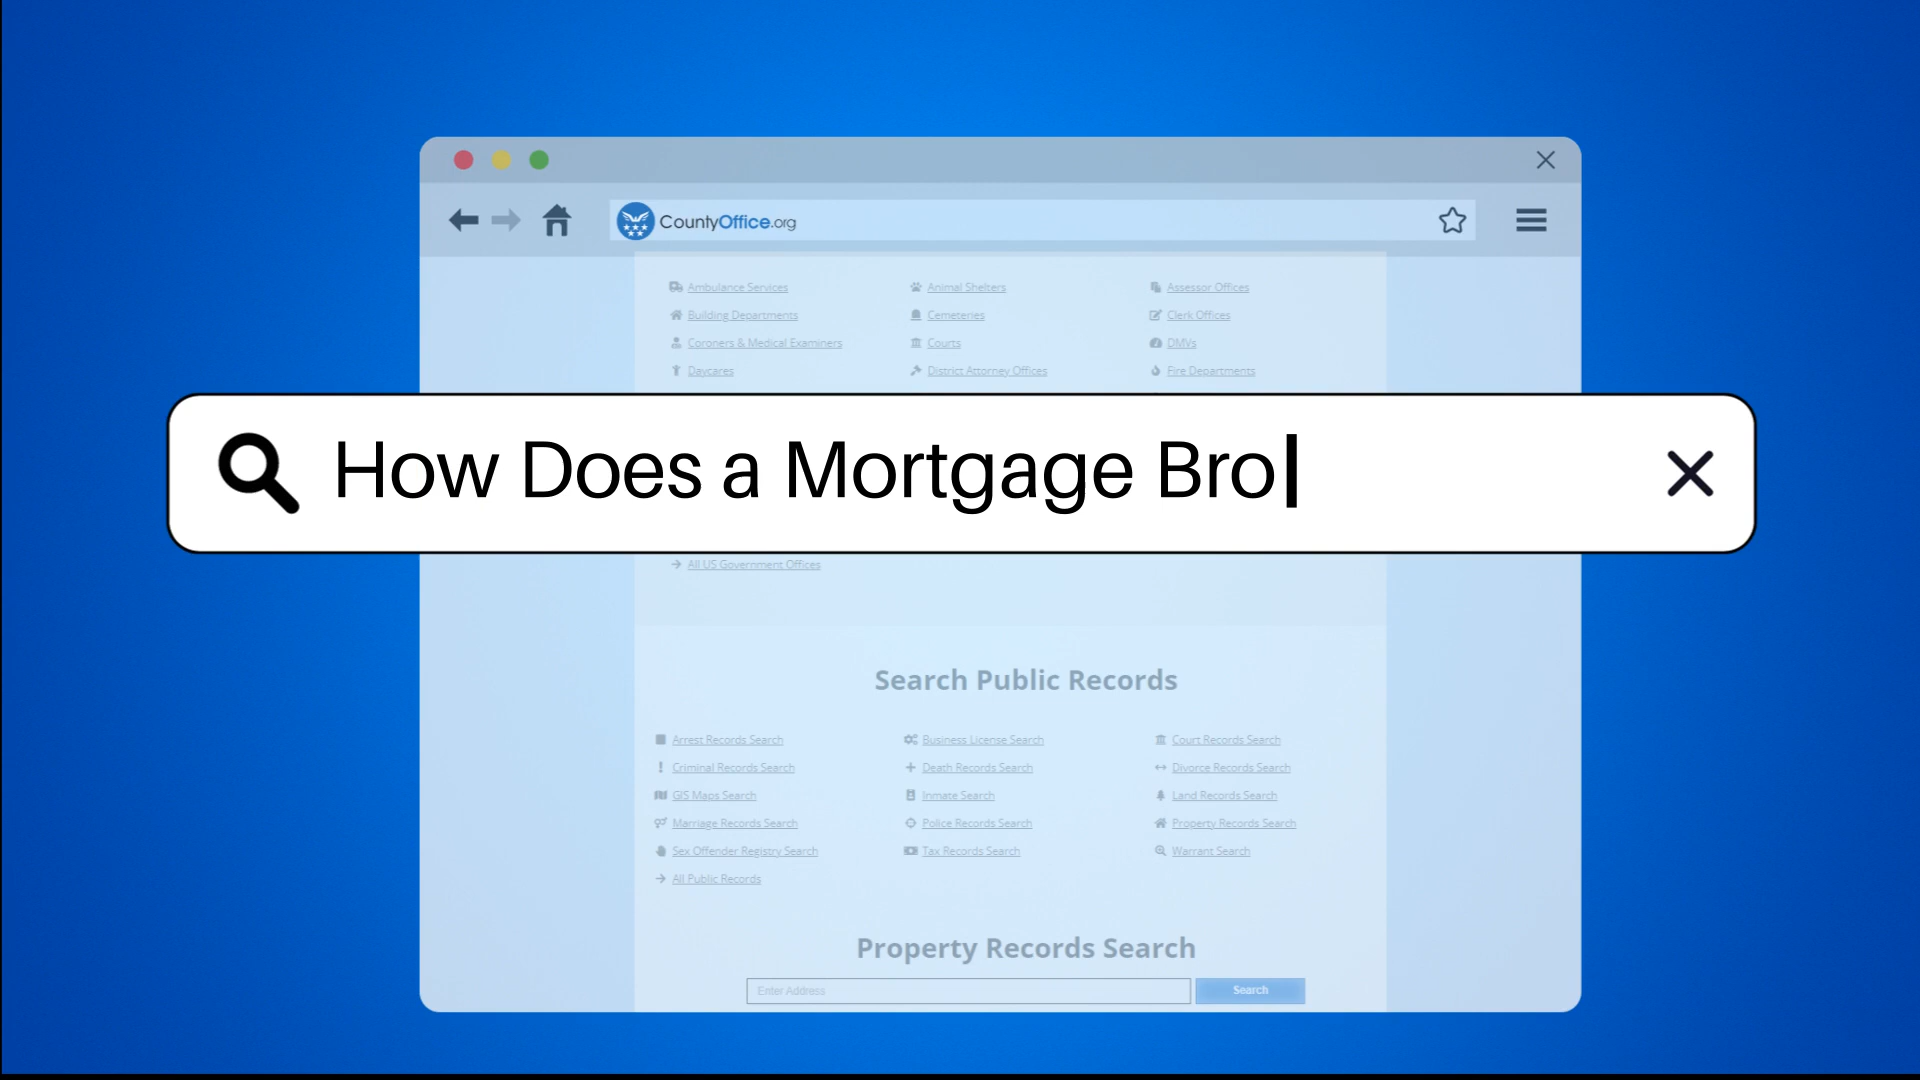 CountyOffice.org
Ambulance Services Animal Shelters Assessor Offices
Building Departments Cemeteries Clerk Offices
Coroners & Medical Examiners Courts DMVs
Daycares District Attorney Offices Fire Departments
How Does a Mortgage Bro
All US Government Offices
Search Public Records
Arrest Records Search Business License Search Court Records Search
Criminal Records Search Death Records Search Divorce Records Search
GIS Maps Search Inmate Search Land Records Search
Marriage Records Search Police Records Search Property Records Search
Sex Offender Registry Search Tax Records Search Warrant Search
All Public Records
Property Records Search
Enter Address Search